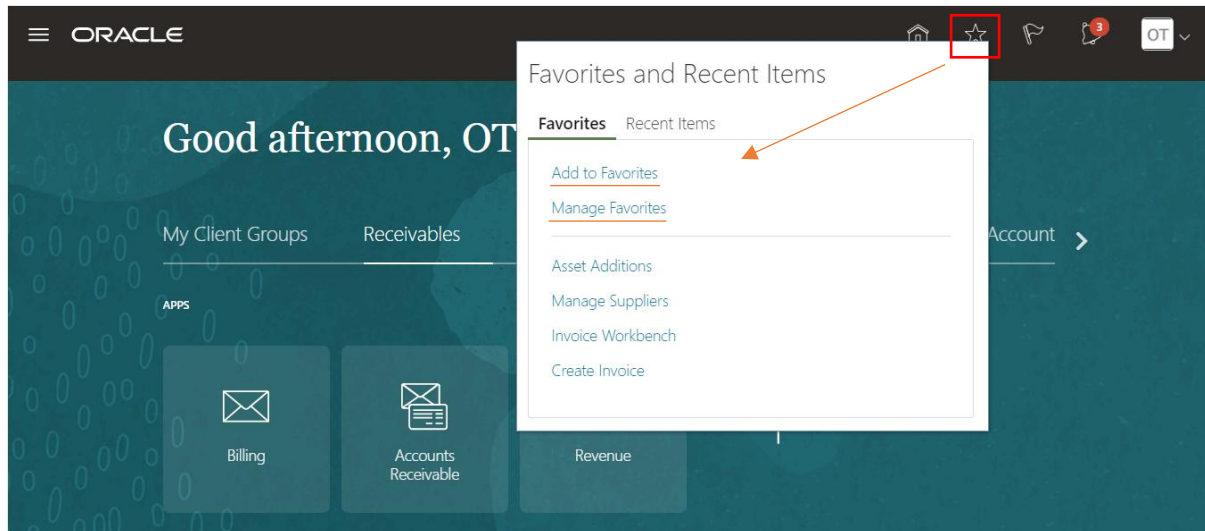 ORACLE
3
OT
Favorites and Recent Items
Good afternoon, OT
Favorites Recent Items
Add to Favorites
Manage Favorites
My Client Groups Receivables
Account
Asset Additions
Manage Suppliers
Invoice Workbench
Create Invoice
APPS
Billing
Accounts
Receivable
Revenue